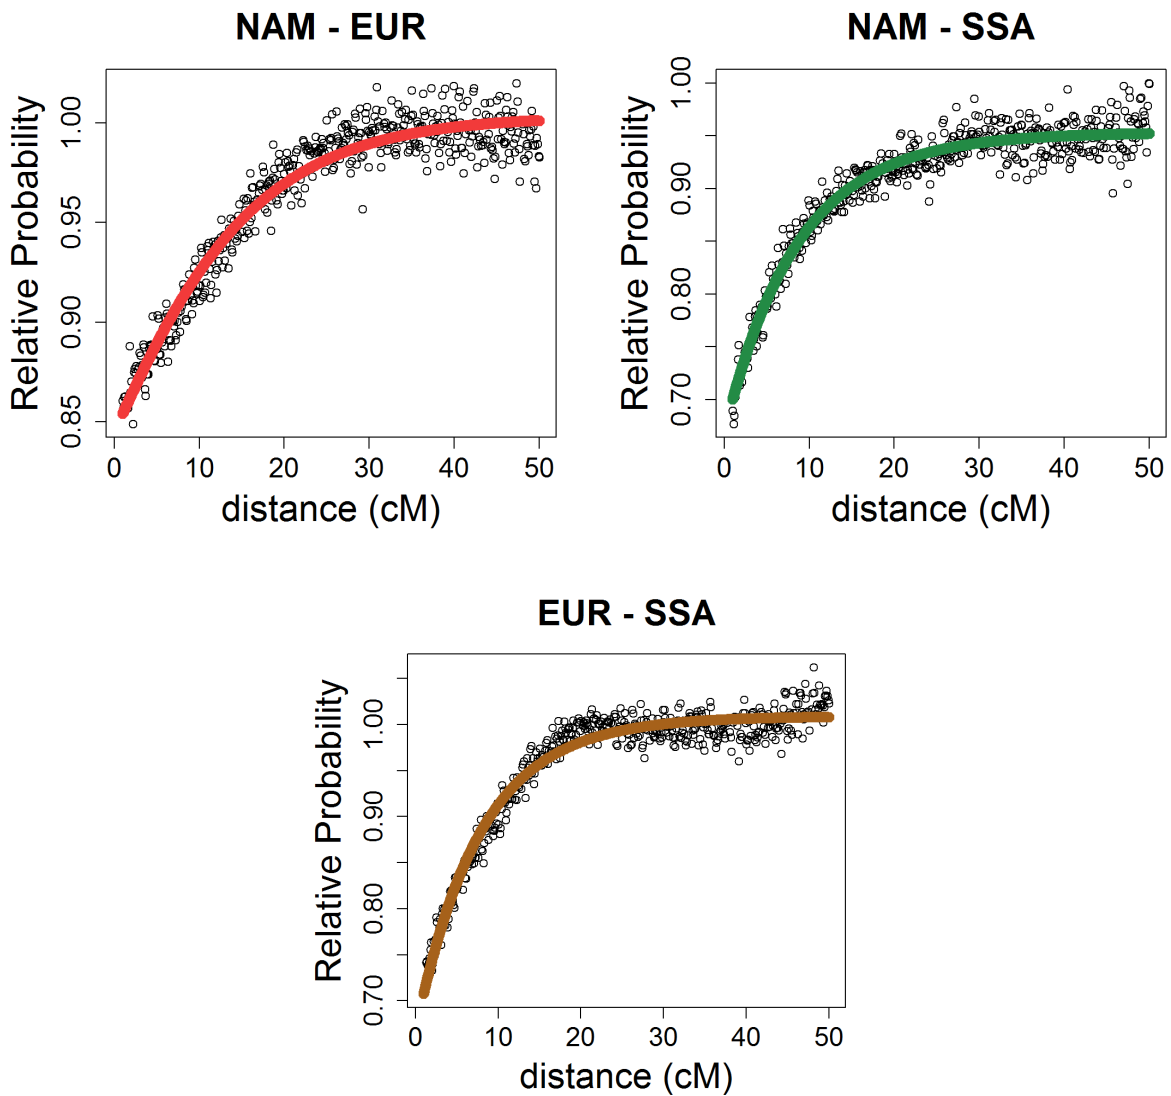 NAM - EUR
Relative Probability
1.00
0.95
0.90
0.85
0 10 20 30 40 50
distance (cM)
NAM - SSA
Relative Probability
1.00
0.90
0.80
0.70
0 10 20 30 40 50
distance (cM)
EUR - SSA
Relative Probability
1.00
0.90
0.80
0.70
0 10 20 30 40 50
distance (cM)